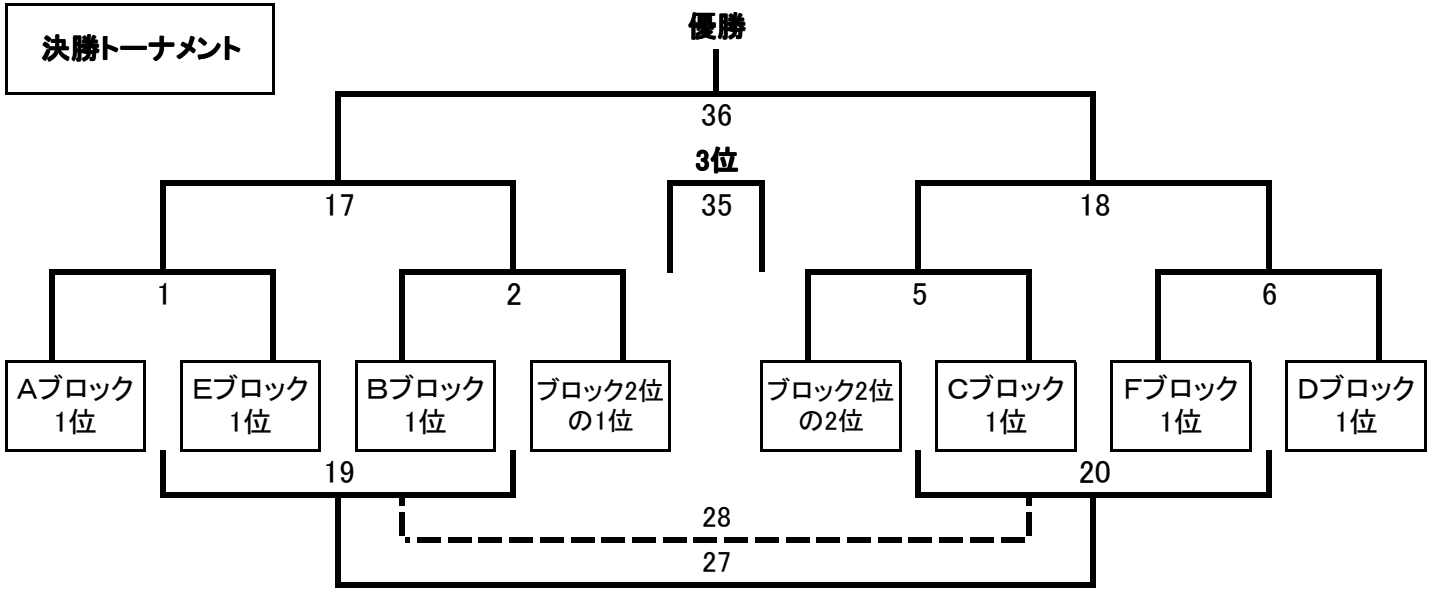 決勝トーナメント
優勝
36
3位
35
17
18
1
2
5
6
Aブロック
1位
Eブロック
1位
Bブロック
1位
ブロック2位
の1位
ブロック2位
の2位
Cブロック
1位
Fブロック
1位
Dブロック
1位
19
20
28
27